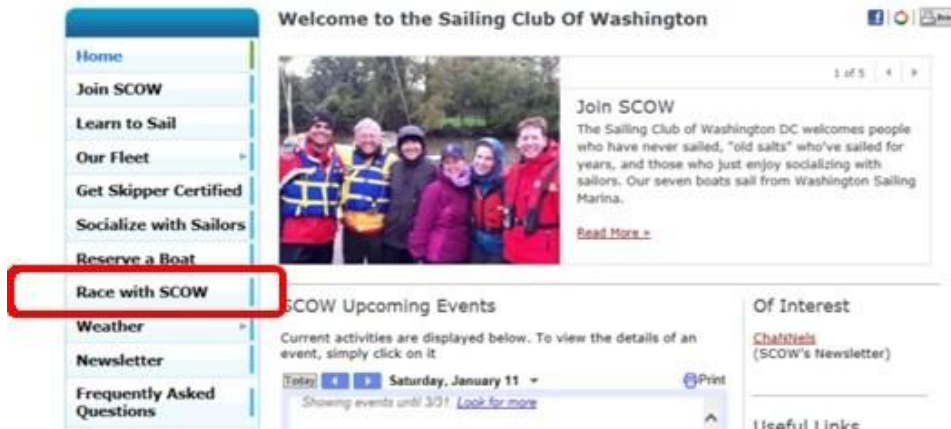 Welcome to the Sailing Club Of Washington
Home
Join SCOW
Learn to Sail
Our Fleet
Get Skipper Certified
Socialize with Sailors
Reserve a Boat
Race with SCOW
Weather
Newsletter
Frequently Asked
Questions
1 of 5
Join SCOW
The Sailing Club of Washington DC welcomes people
who have never sailed, "old salts" who've sailed for
years, and those who just enjoy socializing with
sailors. Our seven boats sail from Washington Sailing
Marina.
Read More »
SCOW Upcoming Events
Current activities are displayed below. To view the details of an
event, simply click on it
Today
Saturday, January 11
Print
Showing events until 3/31. Look for more
Of Interest
ChaNNels
(SCOW's Newsletter)
Useful Links